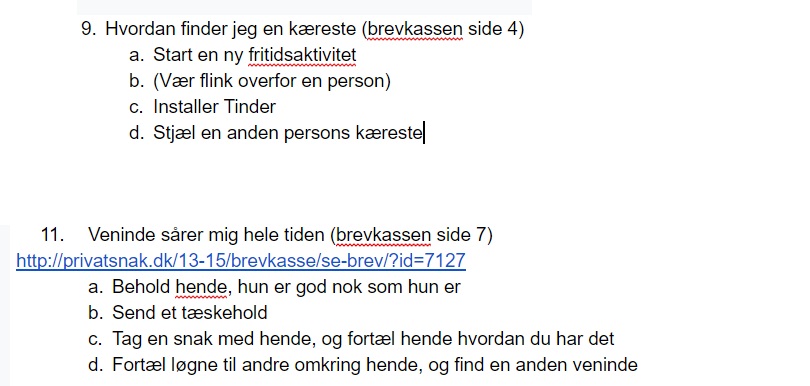 9. Hvordan finder jeg en kæreste (brevkassen side 4)
a. Start en ny fritidsaktivitet
b. (Vær flink overfor en person)
c. Installer Tinder
d. Stjæl en anden persons kæreste
11. Veninde sårer mig hele tiden (brevkassen side 7)
http://privatsnak.dk/13-15/brevkasse/se-brev/?id=7127
a. Behold hende, hun er god nok som hun er
b. Send et tæskehold
c. Tag en snak med hende, og fortæl hende hvordan du har det
d. Fortæl løgne til andre omkring hende, og find en anden veninde